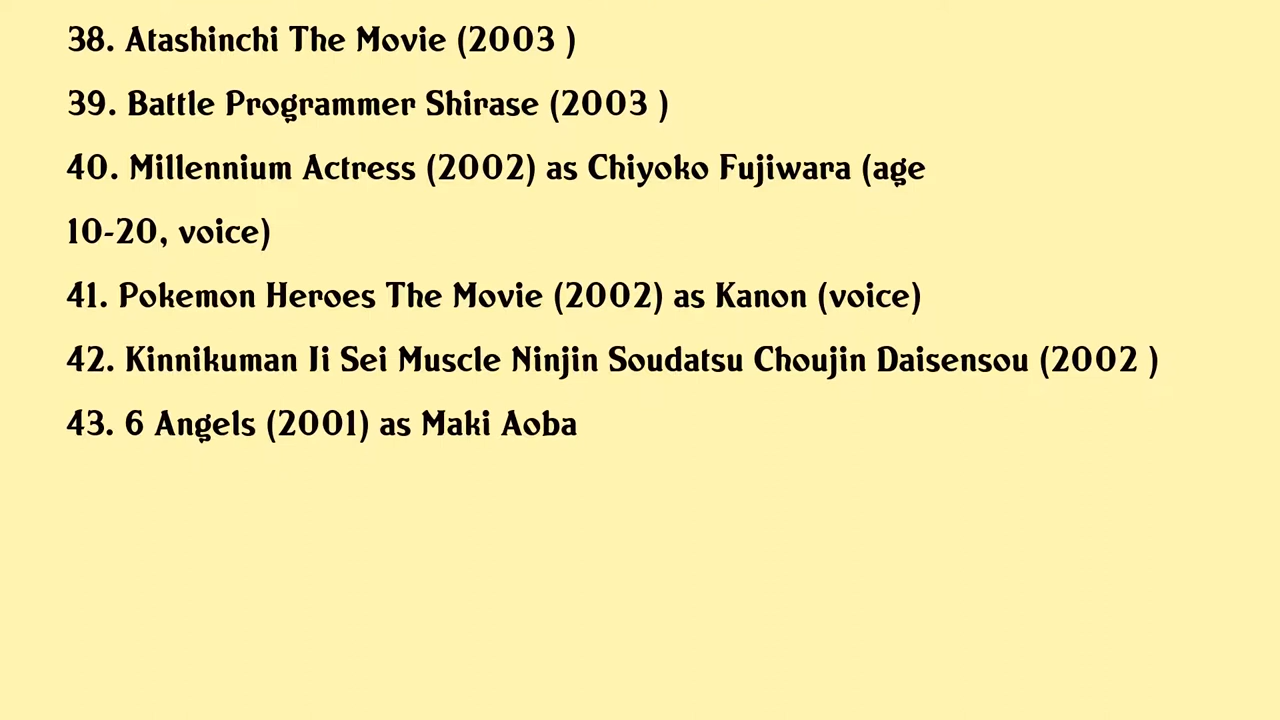 38. Atashinchi The Movie (2003 )
39. Battle Programmer Shirase (2003 )
40. Millennium Actress (2002) as Chiyoko Fujiwara (age
10-20, voice)
41. Pokemon Heroes The Movie (2002) as Kanon (voice)
42. Kinnikuman Ii Sei Muscle Ninjin Soudatsu Choujin Daisensou (2002 )
43. 6 Angels (2001) as Maki Aoba